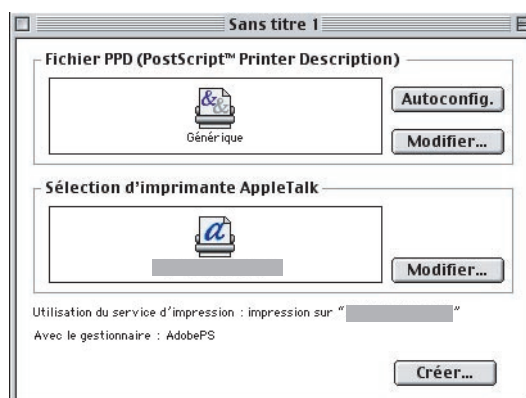 Sans titre 1
Fichier PPD (PostScript™ Printer Description)
Générique
Autoconfig.
Modifier...
Sélection d'imprimante AppleTalk
a
Modifier...
Utilisation du service d'impression : impression sur “ ”
Avec le gestionnaire : AdobePS
Créer...